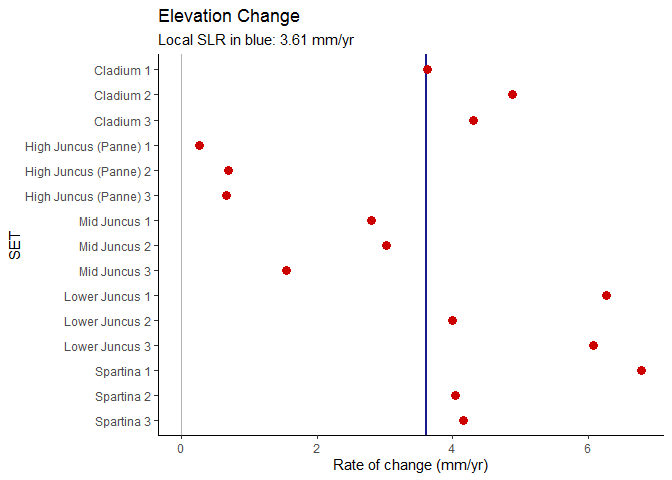 Elevation Change
Local SLR in blue: 3.61 mm/yr
Cladium 1
Cladium 2
Cladium 3
High Juncus (Panne) 1
High Juncus (Panne) 2
High Juncus (Panne) 3
Mid Juncus 1
Mid Juncus 2
Mid Juncus 3
Lower Juncus 1
Lower Juncus 2
Lower Juncus 3
Spartina 1
Spartina 2
Spartina 3
SET
0 2 4 6
Rate of change (mm/yr)